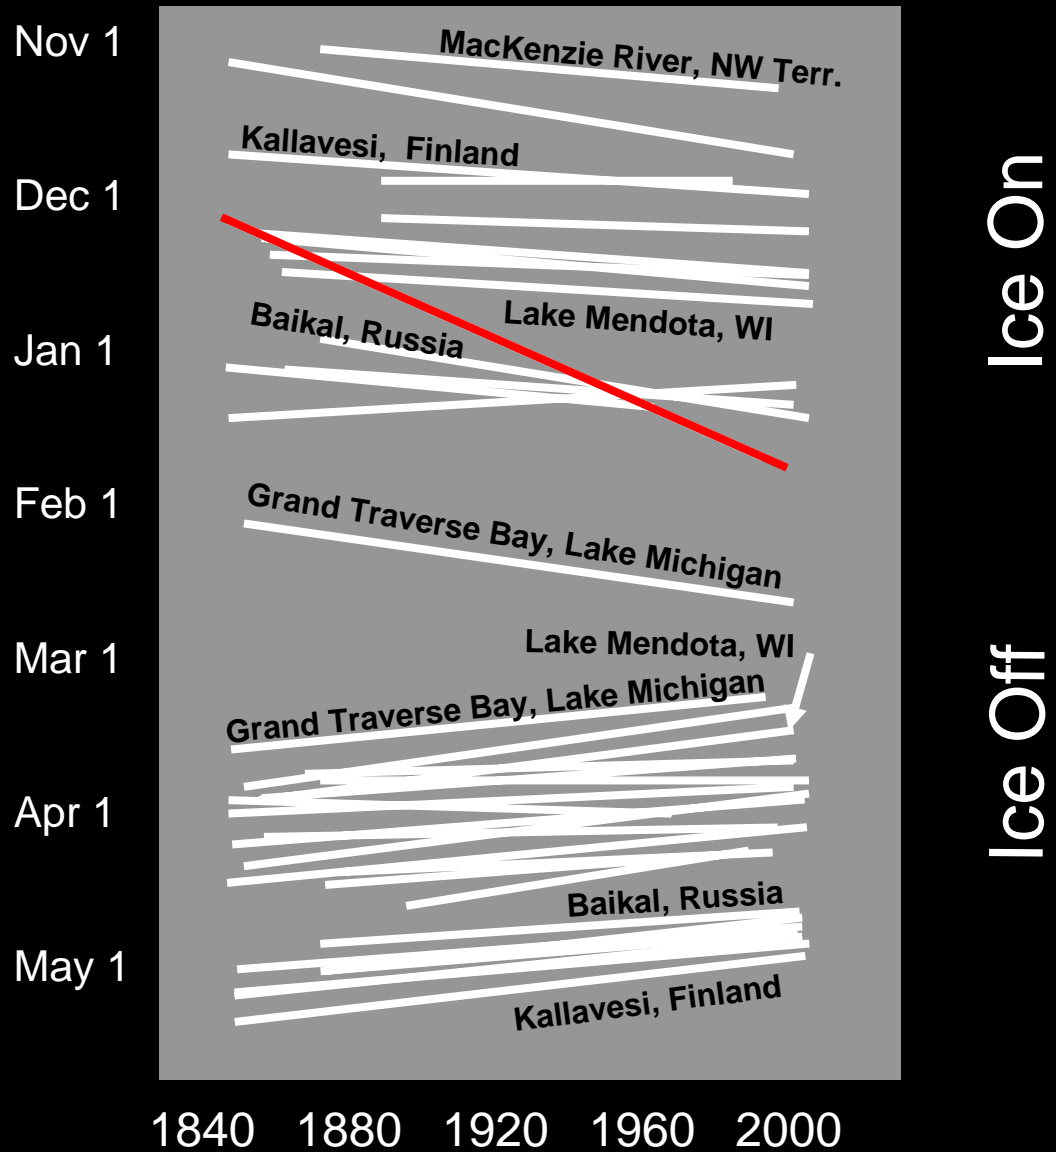 Nov 1
MacKenzie River, NW Terr.
Kallavesi, Finland
Dec 1
Ice On
Lake Mendota, WI
Baikal, Russia
Jan 1
Feb 1
Grand Traverse Bay, Lake Michigan
Lake Mendota, WI
Mar 1
Grand Traverse Bay, Lake Michigan
Ice Off
Apr 1
Baikal, Russia
May 1
Kallavesi, Finland
1840 1880 1920 1960 2000